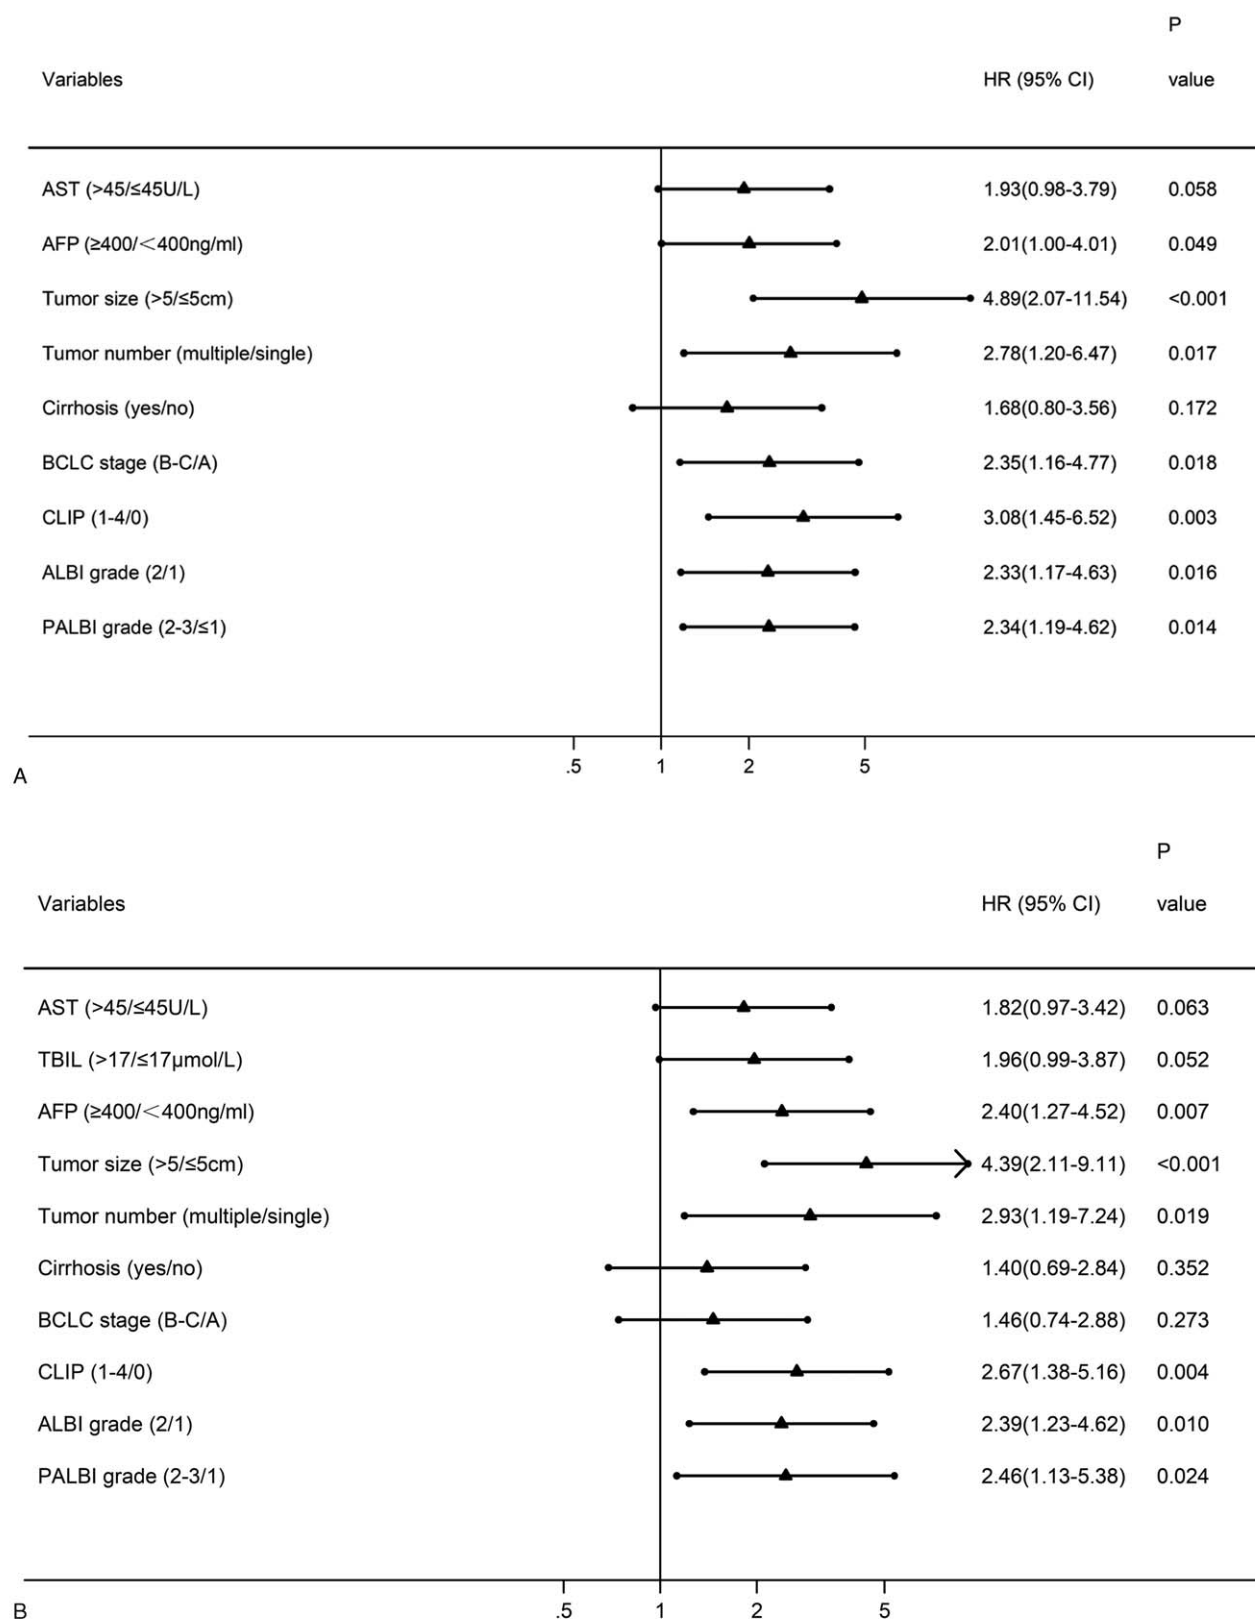 P
Variables HR (95% CI) value
AST (>45/≤45U/L) 1.93(0.98-3.79) 0.058
AFP (≥400/＜400ng/ml) 2.01(1.00-4.01) 0.049
Tumor size (>5/≤5cm) 4.89(2.07-11.54) <0.001
Tumor number (multiple/single) 2.78(1.20-6.47) 0.017
Cirrhosis (yes/no) 1.68(0.80-3.56) 0.172
BCLC stage (B-C/A) 2.35(1.16-4.77) 0.018
CLIP (1-4/0) 3.08(1.45-6.52) 0.003
ALBI grade (2/1) 2.33(1.17-4.63) 0.016
PALBI grade (2-3/≤1) 2.34(1.19-4.62) 0.014
.5 1 2 5
A
P
Variables HR (95% CI) value
AST (>45/≤45U/L) 1.82(0.97-3.42) 0.063
TBIL (>17/≤17μmol/L) 1.96(0.99-3.87) 0.052
AFP (≥400/＜400ng/ml) 2.40(1.27-4.52) 0.007
Tumor size (>5/≤5cm) 4.39(2.11-9.11) <0.001
Tumor number (multiple/single) 2.93(1.19-7.24) 0.019
Cirrhosis (yes/no) 1.40(0.69-2.84) 0.352
BCLC stage (B-C/A) 1.46(0.74-2.88) 0.273
CLIP (1-4/0) 2.67(1.38-5.16) 0.004
ALBI grade (2/1) 2.39(1.23-4.62) 0.010
PALBI grade (2-3/1) 2.46(1.13-5.38) 0.024
.5 1 2 5
B